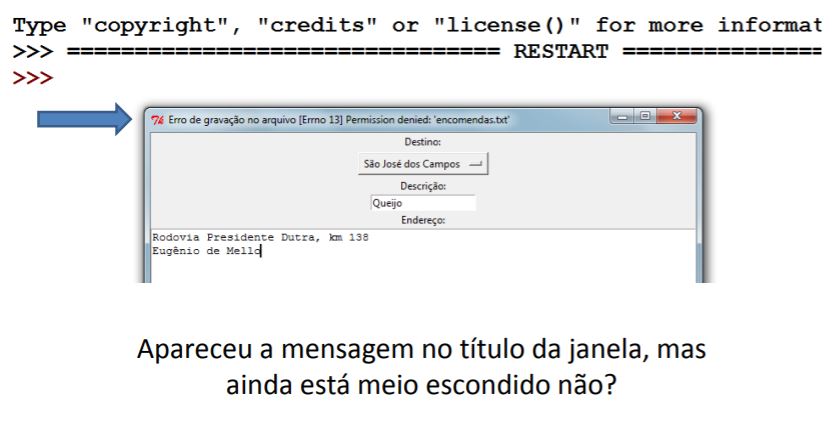 Type "copyright", "credits" or "license()" for more informat
>>> ================================ RESTART ===============
>>>
Erro de gravação no arquivo [Errno 13] Permission denied: 'encomendas.txt'
Destino:
São José dos Campos
Descrição:
Queijo
Endereço:
Rodovia Presidente Dutra, km 138
Eugênio de Mello
Apareceu a mensagem no título da janela, mas
ainda está meio escondido não?